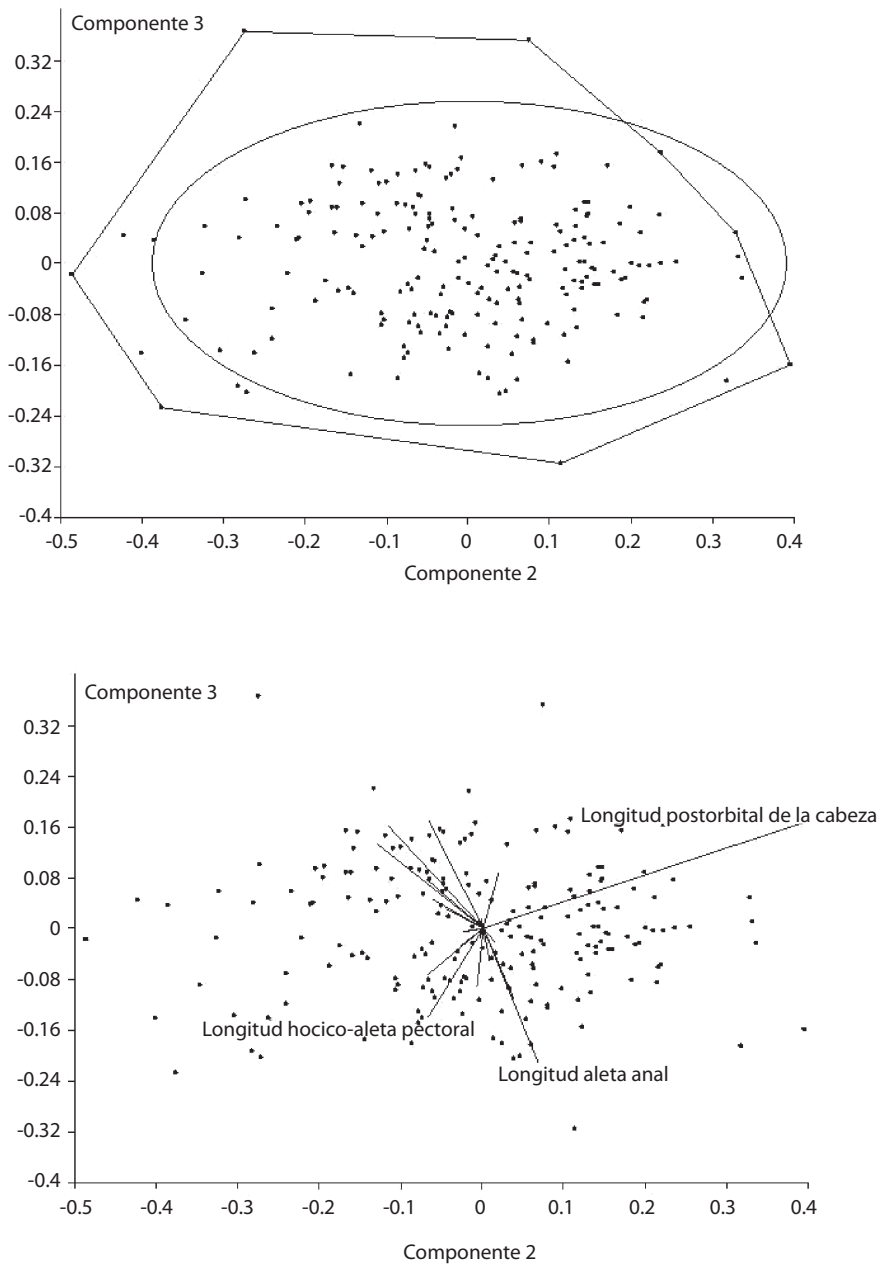 Componente 3
0.32
0.24
0.16
0.08
0
-0.08
-0.16
-0.24
-0.32
-0.4
-0.5 -0.4 -0.3 -0.2 -0.1 0 0.1 0.2 0.3 0.4
Componente 2
Componente 3
0.32
0.24
0.16
0.08
0
-0.08
-0.16
-0.24
-0.32
-0.4
Longitud postorbital de la cabeza
Longitud hocico-aleta pectoral
Longitud aleta anal
-0.5 -0.4 -0.3 -0.2 -0.1 0 0.1 0.2 0.3 0.4
Componente 2